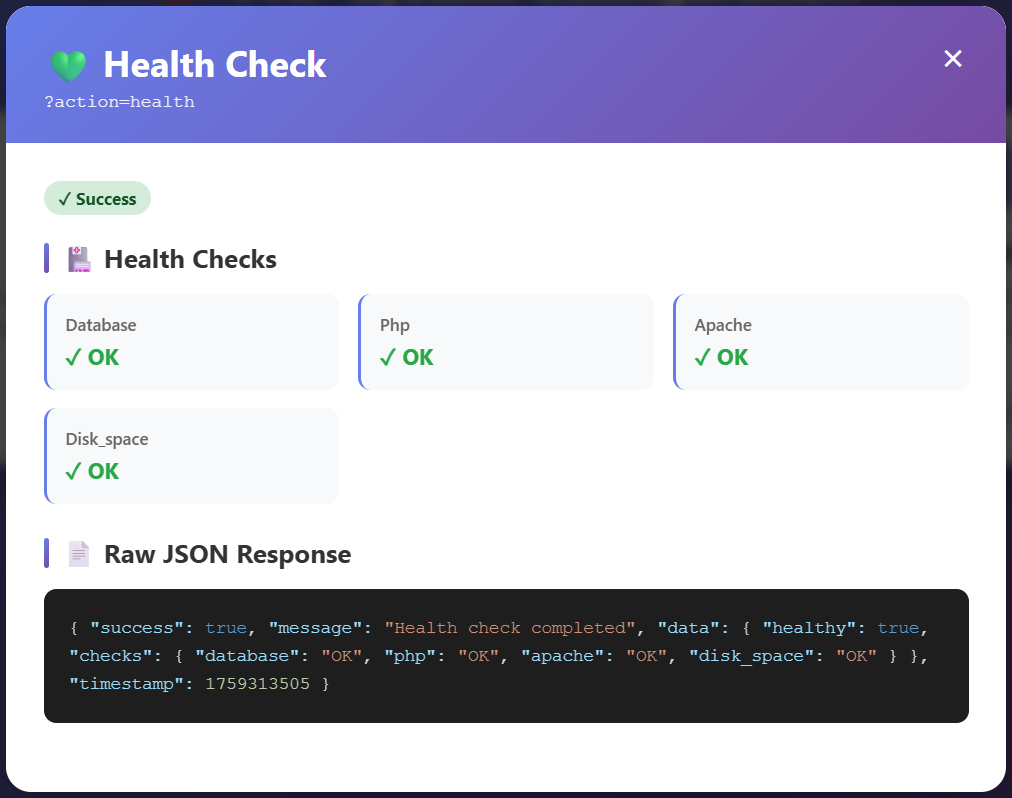 Health Check
?action=health
✓ Success
Health Checks
Database
Php
Apache
✓ OK
✓ OK
✓ OK
Disk_space
✓ OK
Raw JSON Response
{ "success": true, "message": "Health check completed", "data": { "healthy": true,
"checks": { "database": "OK", "php": "OK", "apache": "OK", "disk_space": "OK" } },
"timestamp": 1759313505 }